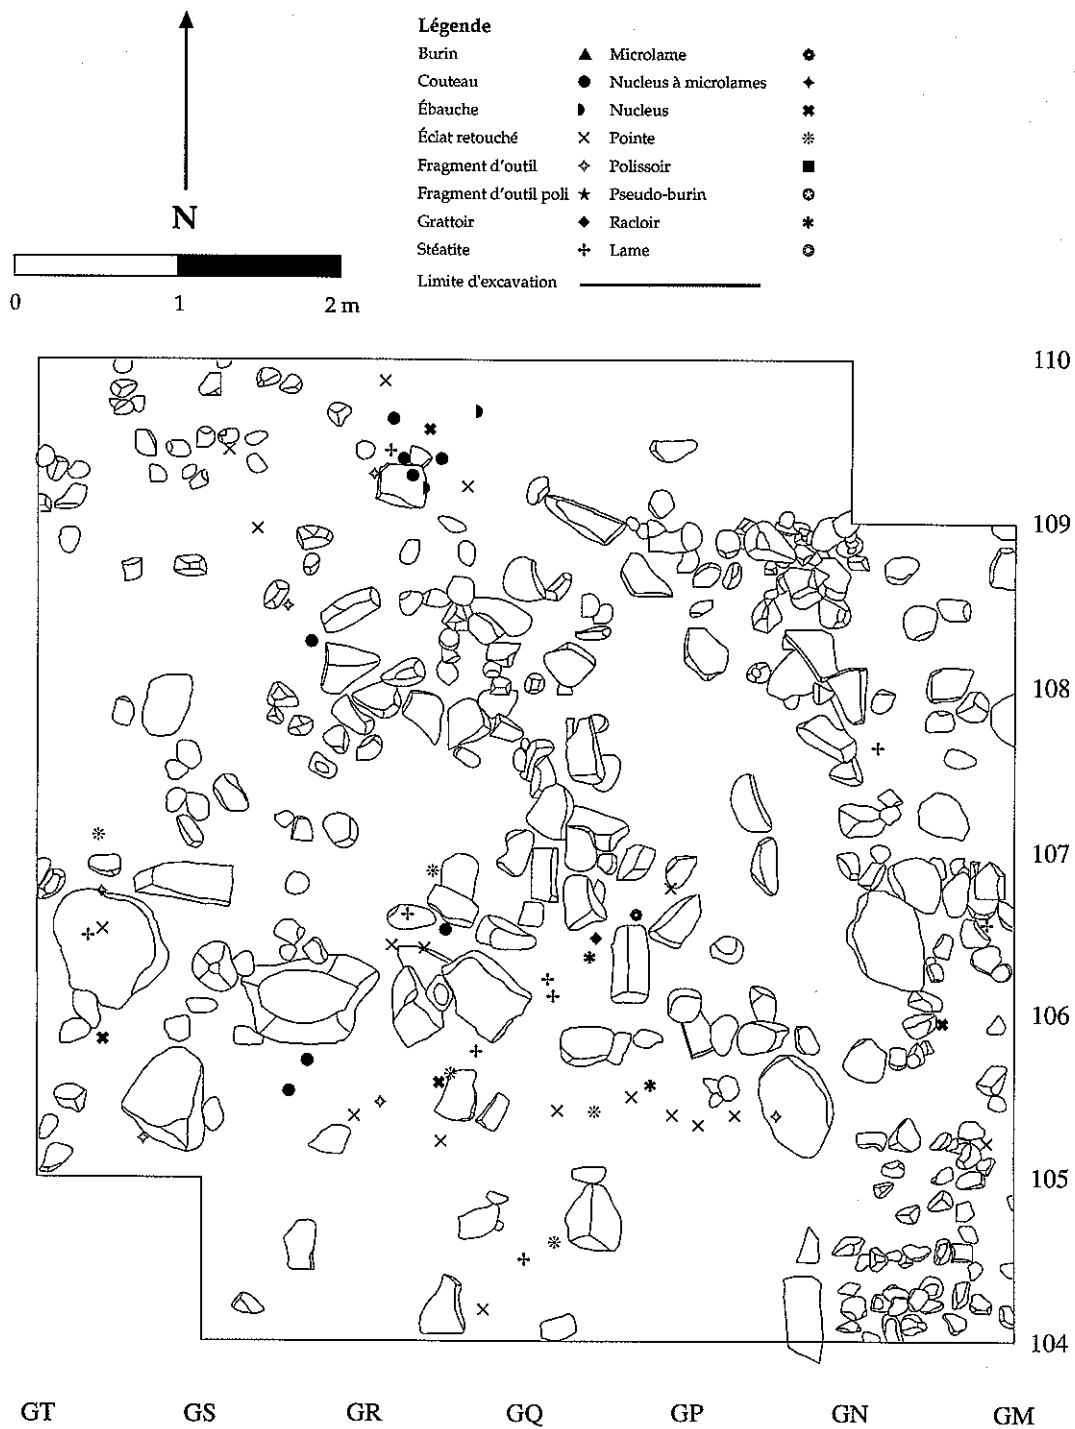 Légende
Burin
Microlame
Couteau
Nucleus à microlames
Ébauche
Nucleus
Éclat retouché
Pointe
Fragment d'outil
Polissoir
Fragment d'outil poli
Pseudo-burin
Grattoir
Racloir
Stéatite
Lame
Limite d'excavation
N
0 1 2 m
110
109
108
107
106
105
104
GT GS GR GQ GP GN GM